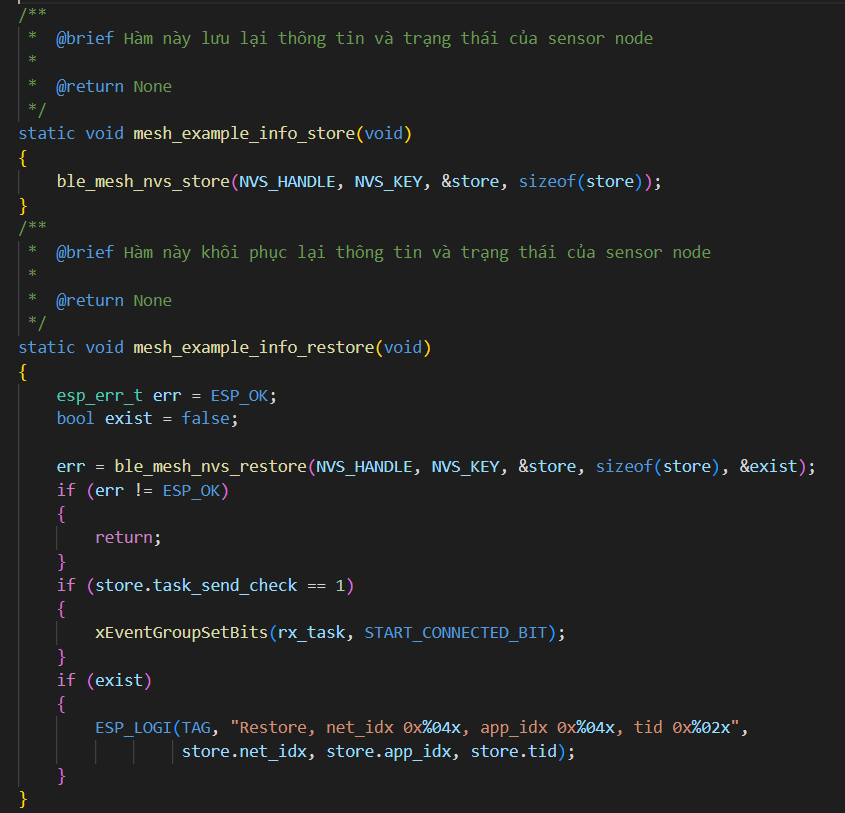 /**
 *  @brief Hàm này lưu lại thông tin và trạng thái của sensor node
 *
 *  @return None
 */
static void mesh_example_info_store(void)
{
    ble_mesh_nvs_store(NVS_HANDLE, NVS_KEY, &store, sizeof(store));
}
/**
 *  @brief Hàm này khôi phục lại thông tin và trạng thái của sensor node
 *
 *  @return None
 */
static void mesh_example_info_restore(void)
{
    esp_err_t err = ESP_OK;
    bool exist = false;

    err = ble_mesh_nvs_restore(NVS_HANDLE, NVS_KEY, &store, sizeof(store), &exist);
    if (err != ESP_OK)
    {
        return;
    }
    if (store.task_send_check == 1)
    {
        xEventGroupSetBits(rx_task, START_CONNECTED_BIT);
    }
    if (exist)
    {
        ESP_LOGI(TAG, "Restore, net_idx 0x%04x, app_idx 0x%04x, tid 0x%02x",
                 store.net_idx, store.app_idx, store.tid);
    }
}